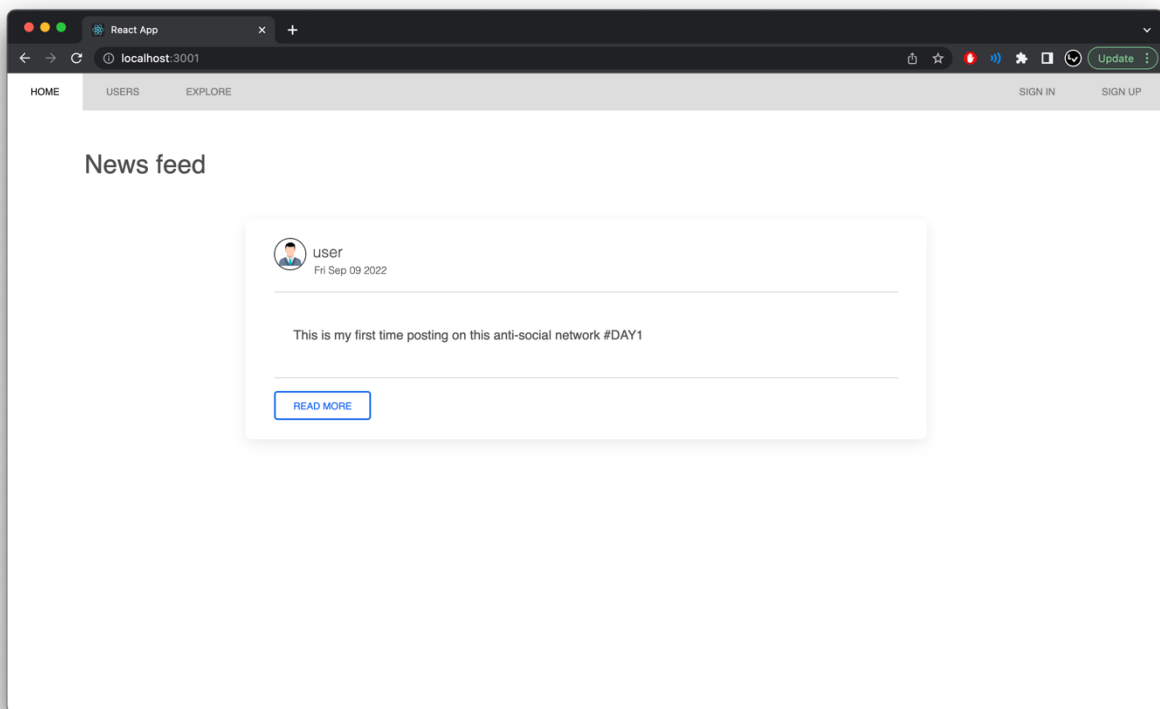 React App
localhost:3001
Update
HOME USERS EXPLORE SIGN IN SIGN UP
News feed
user
Fri Sep 09 2022
This is my first time posting on this anti-social network #DAY1
READ MORE